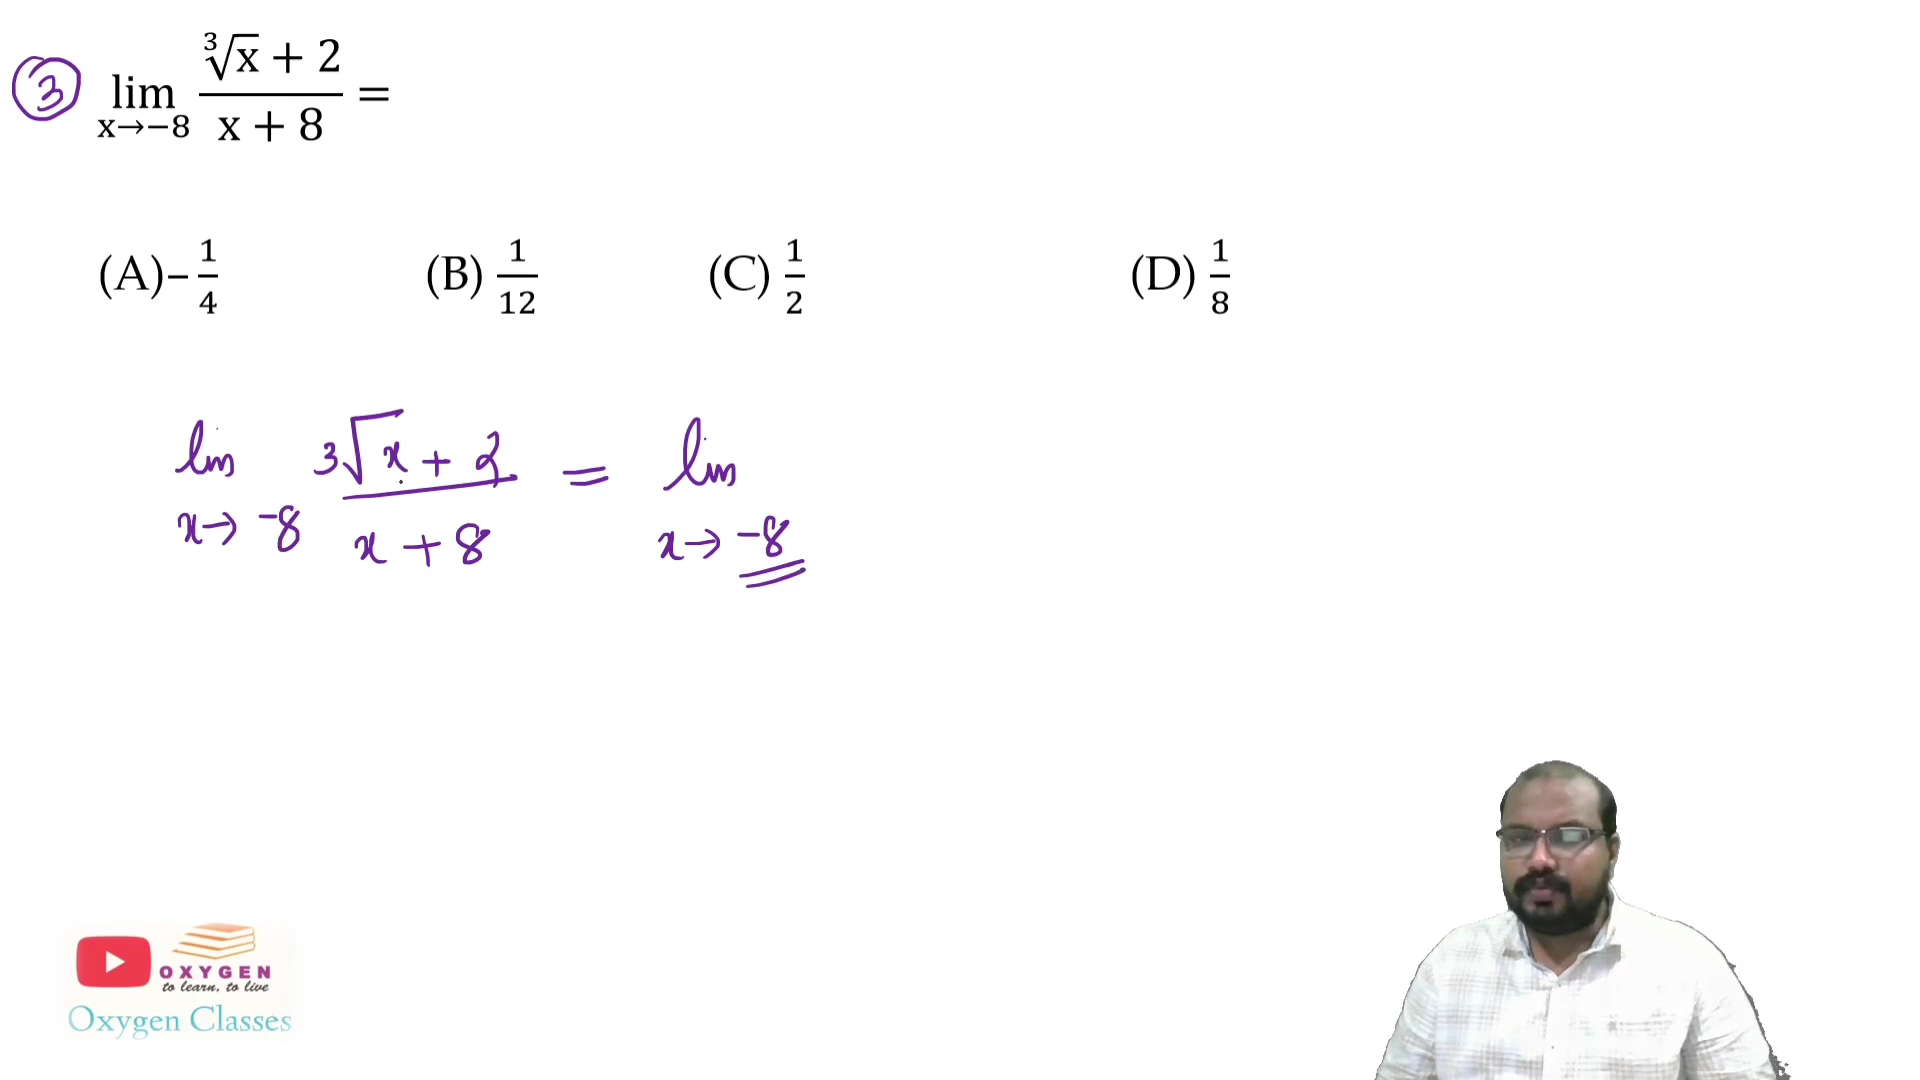 ③ lim x→−8 (∛x + 2)/(x + 8) =
(A) −1/4 (B) 1/12 (C) 1/2 (D) 1/8
lim x→ -8 3√x + 2 / x + 8 = lim x→ -8
OXYGEN
to learn, to live
Oxygen Classes